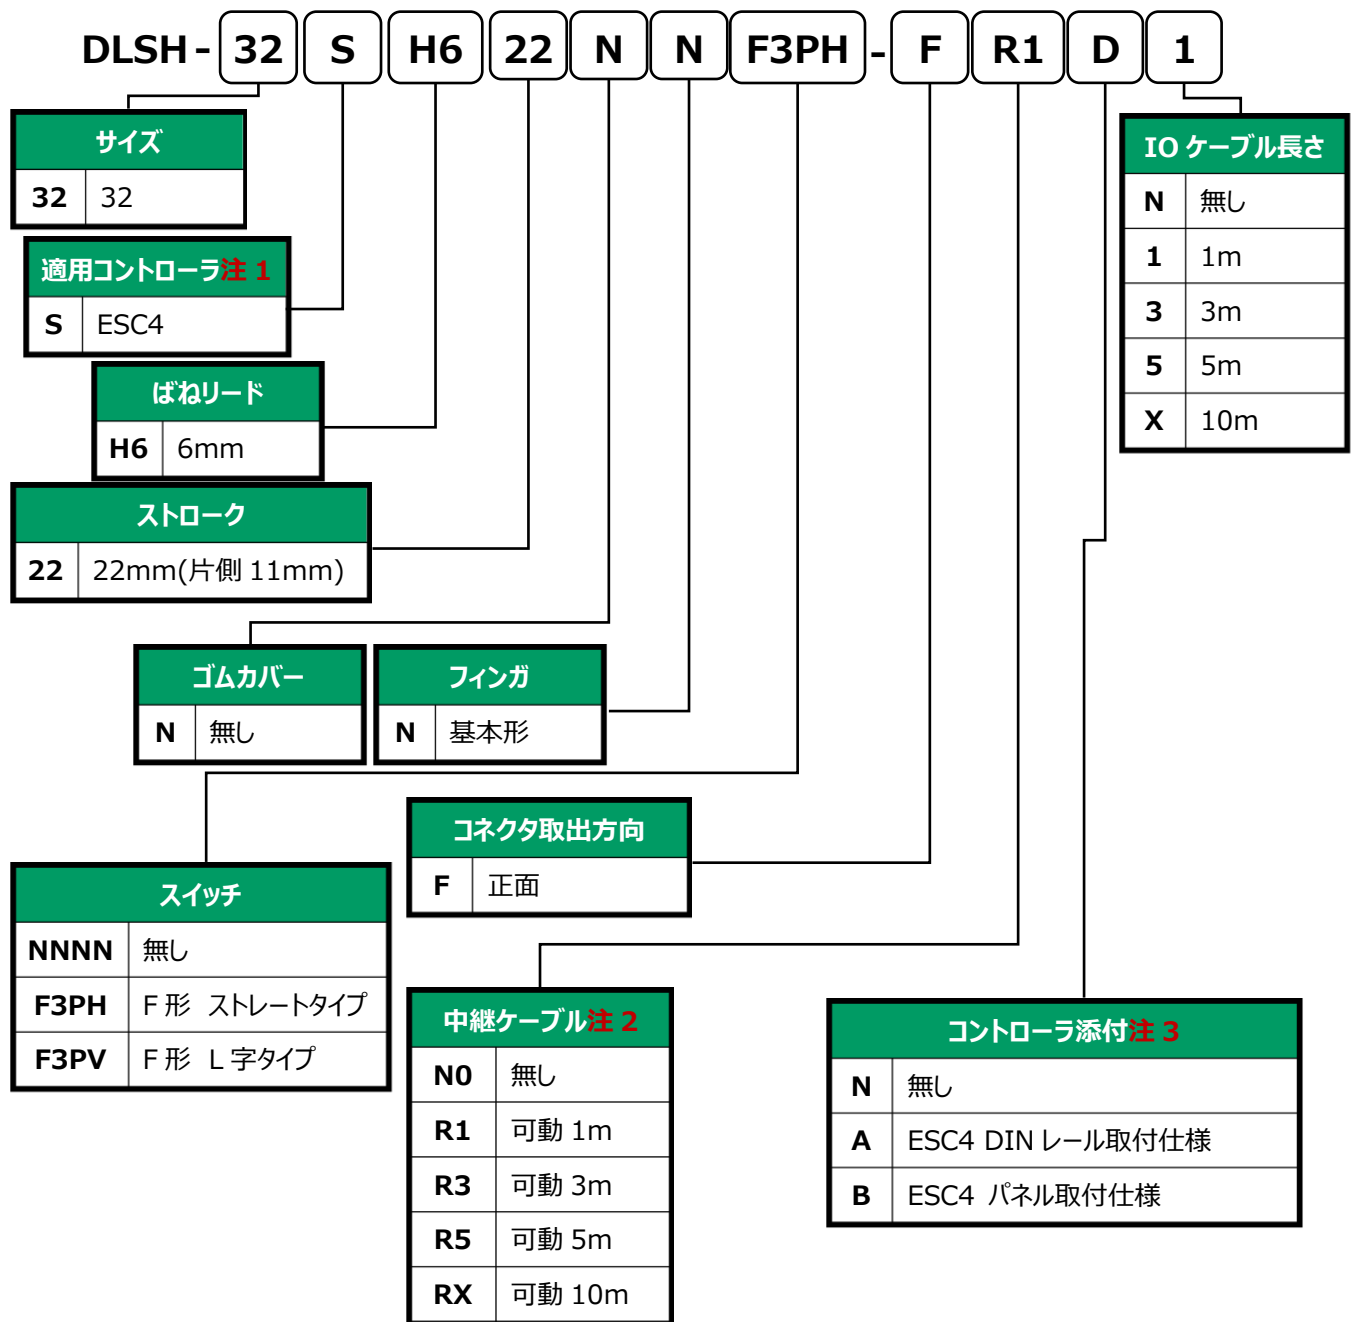 DLSH - 32 S H6 22 N N F3PH - F R1 D 1
サイズ
32 32
適用コントローラ注 1
S ESC4
ばねリード
H6 6mm
ストローク
22 22mm(片側 11mm)
ゴムカバー
N 無し
フィンガ
N 基本形
スイッチ
NNNN 無し
F3PH F 形 ストレートタイプ
F3PV F 形 L 字タイプ
コネクタ取出方向
F 正面
中継ケーブル注 2
N0 無し
R1 可動 1m
R3 可動 3m
R5 可動 5m
RX 可動 10m
コントローラ添付注 3
N 無し
A ESC4 DIN レール取付仕様
B ESC4 パネル取付仕様
IO ケーブル長さ
N 無し
1 1m
3 3m
5 5m
X 10m